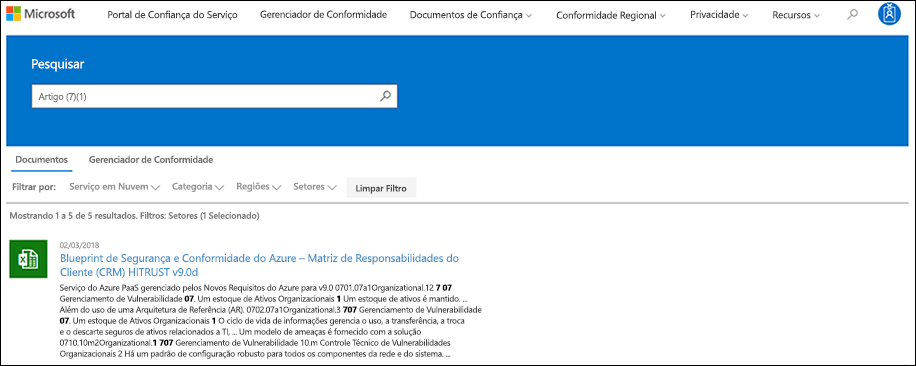 Microsoft Portal de Confiança do Serviço Gerenciador de Conformidade Documentos de Confiança Conformidade Regional Privacidade Recursos
Pesquisar
Artigo (7)(1)
Documentos Gerenciador de Conformidade
Filtrar por: Serviço em Nuvem Categoria Regiões Setores Limpar Filtro
Mostrando 1 a 5 de 5 resultados. Filtros: Setores (1 Selecionado)
02/03/2018
Blueprint de Segurança e Conformidade do Azure – Matriz de Responsabilidades do
Cliente (CRM) HITRUST v9.0d
Serviço do Azure PaaS gerenciado pelos Novos Requisitos do Azure para v9.0 0701.07a1Organizational.12 7 07
Gerenciamento de Vulnerabilidade 07. Um estoque de Ativos Organizacionais 1 Um estoque de ativos é mantido. ...
Além do uso de uma Arquitetura de Referência (AR). 0702.07a1Organizational.3 707 Gerenciamento de Vulnerabilidade
07. Um estoque de Ativos Organizacionais 1 O ciclo de vida de informações gerencia o uso, a transferência, a troca
e o descarte seguros de ativos relacionados a TI, ... Um modelo de ameaças é fornecido com a solução
0710.10m2Organizational.1 707 Gerenciamento de Vulnerabilidade 10.m Controle Técnico de Vulnerabilidades
Organizacionais 2 Há um padrão de configuração robusto para todos os componentes da rede e do sistema. ...